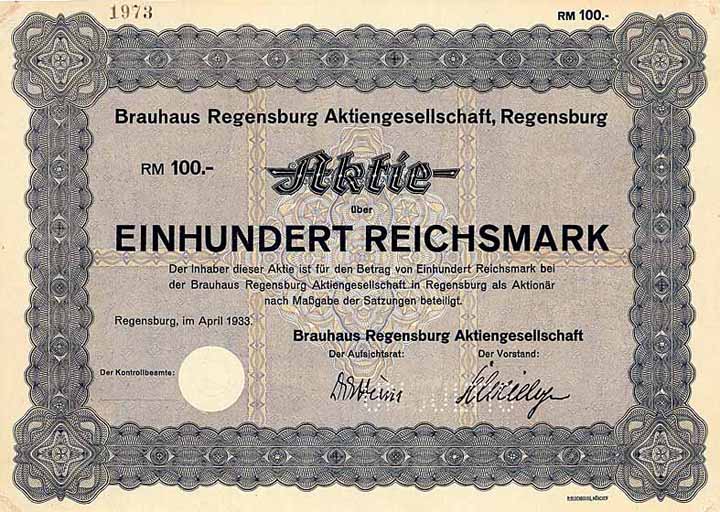 1973
RM 100.-
Brauhaus Regensburg Aktiengesellschaft, Regensburg
RM 100.-
Aktie
über
EINHUNDERT REICHSMARK
Der Inhaber dieser Aktie ist für den Betrag von Einhundert Reichsmark bei
der Brauhaus Regensburg Aktiengesellschaft in Regensburg als Aktionär
nach Maßgabe der Satzungen beteiligt.
Regensburg, im April 1933.
Brauhaus Regensburg Aktiengesellschaft
Der Aufsichtsrat:
Der Vorstand:
Der Kontrollbeamte: